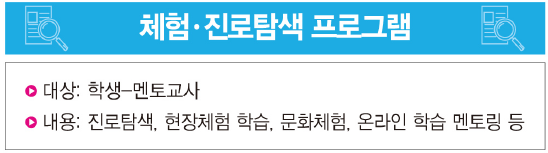 체험·진로탐색 프로그램
대상: 학생-멘토교사
내용: 진로탐색, 현장체험 학습, 문화체험, 온라인 학습 멘토링 등